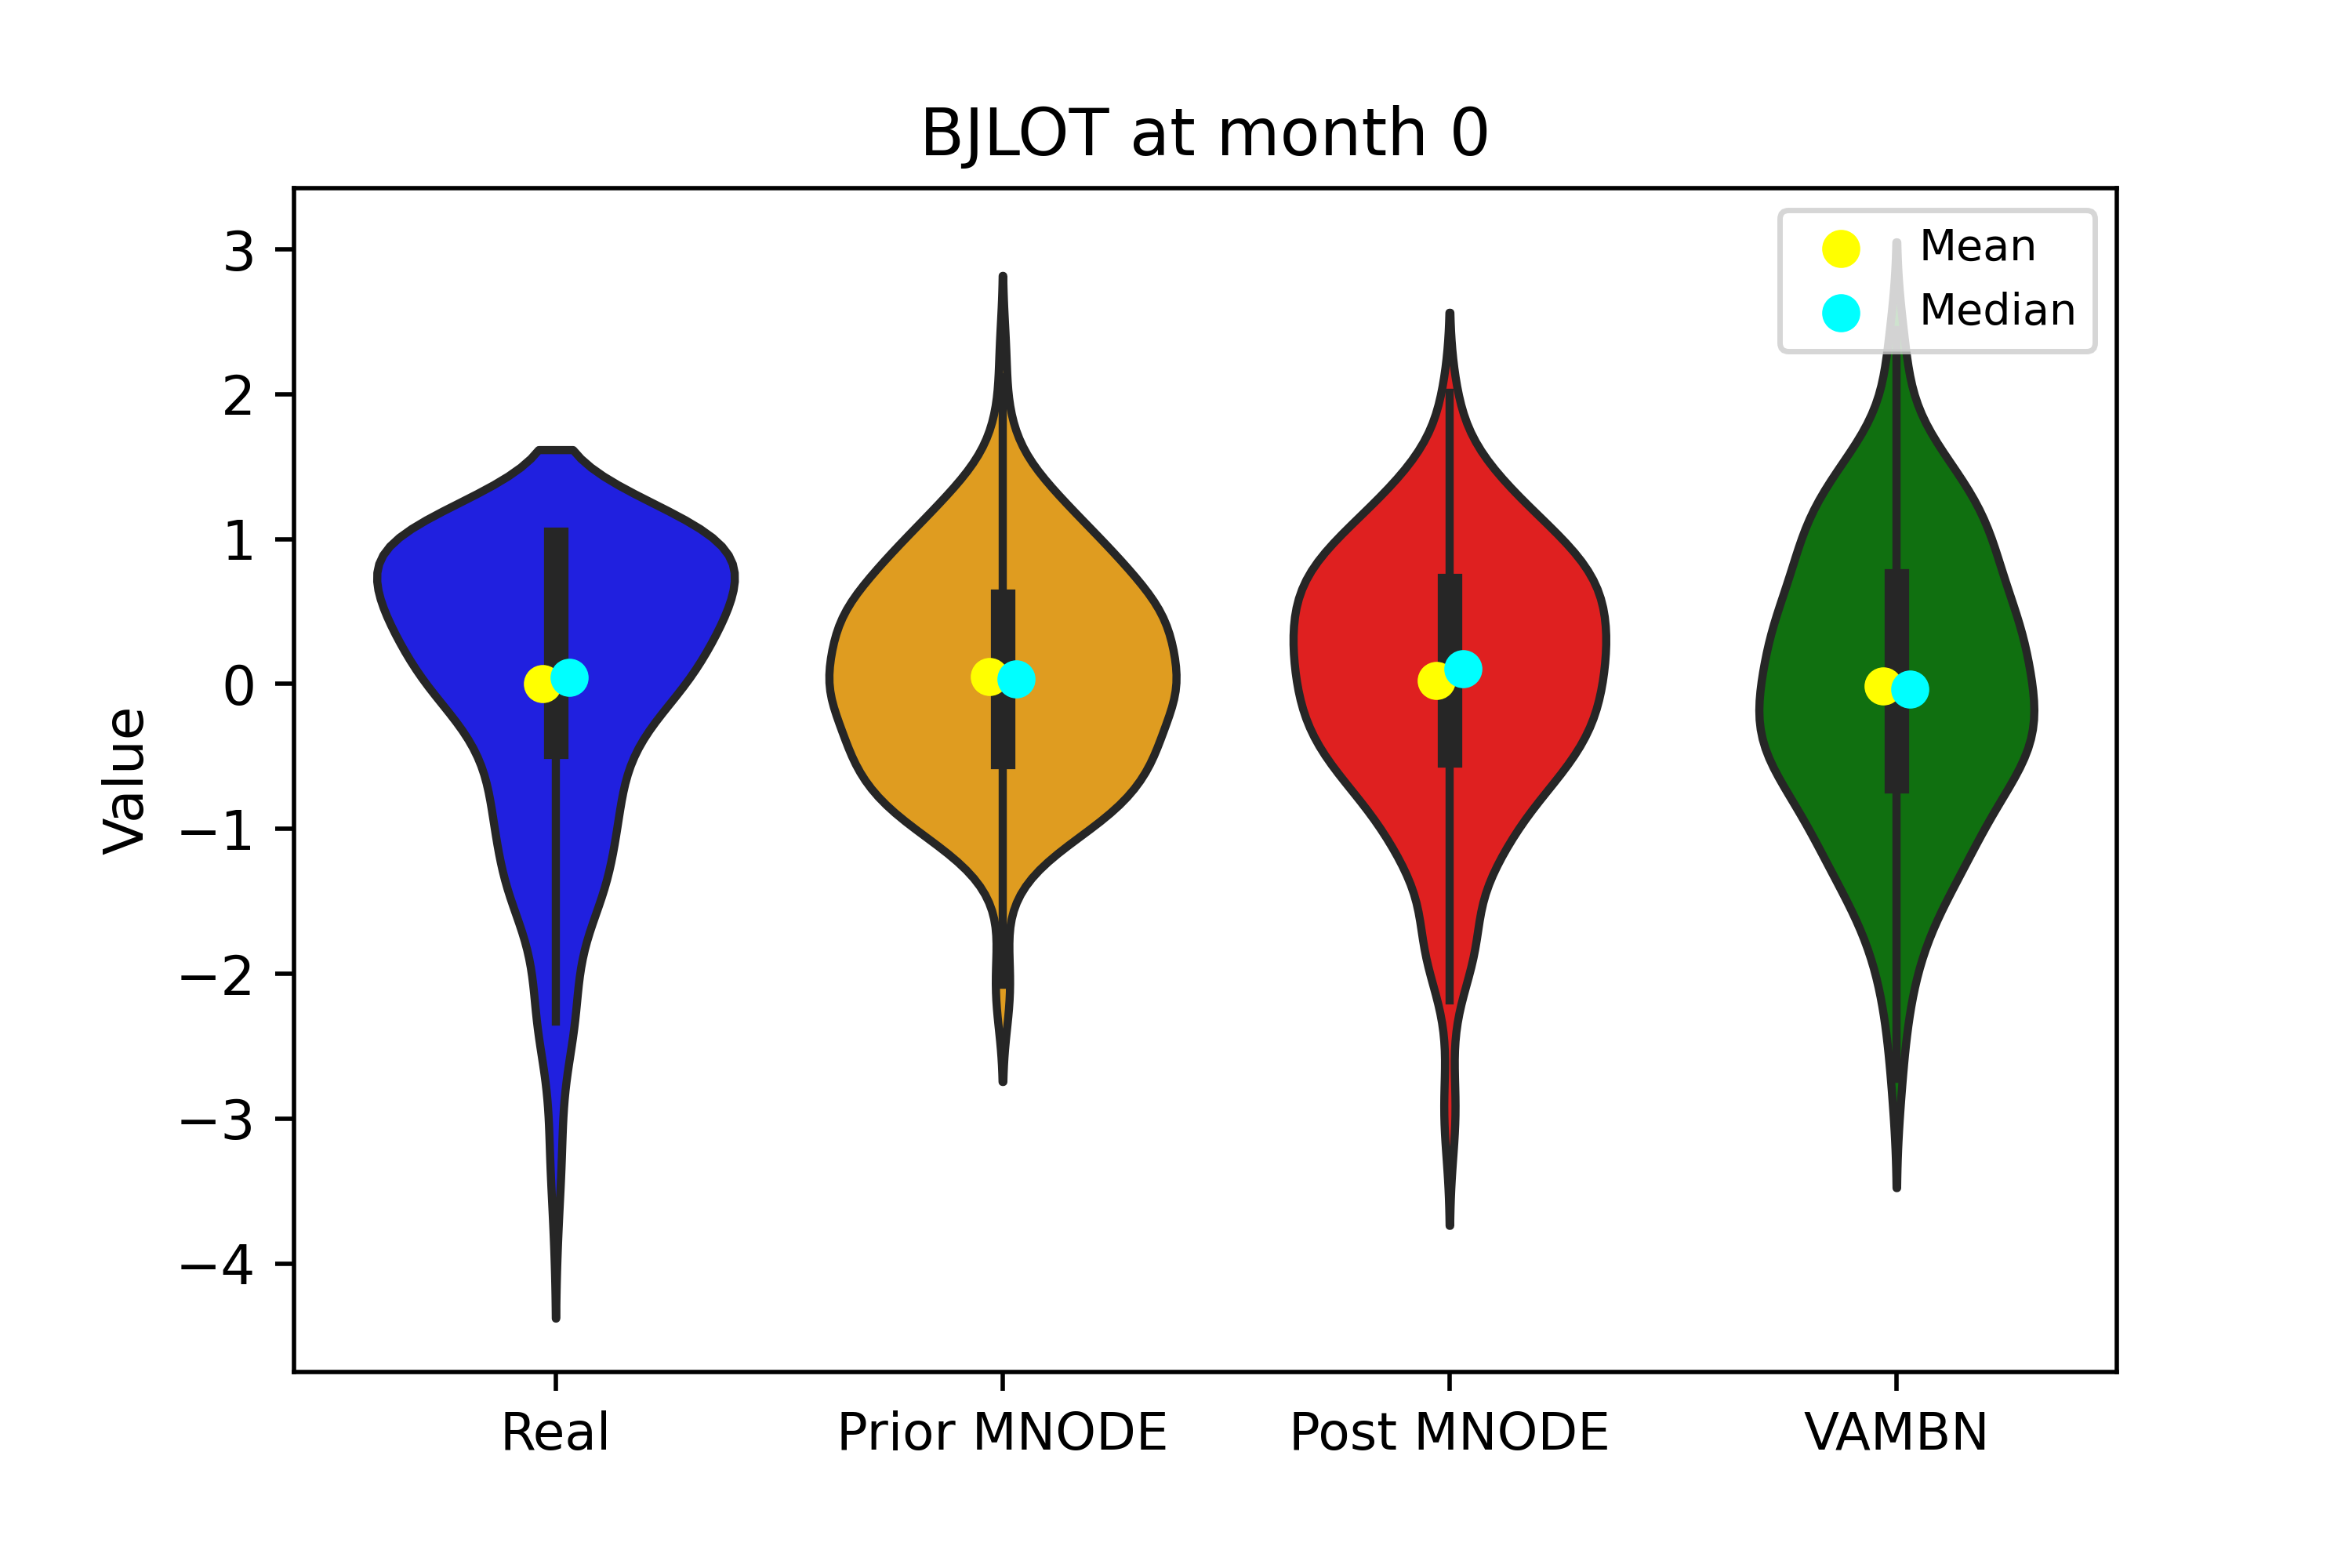 BJLOT at month 0
Mean
Median
3
2
1
0
−1
−2
−3
−4
Value
Real
Prior MNODE
Post MNODE
VAMBN